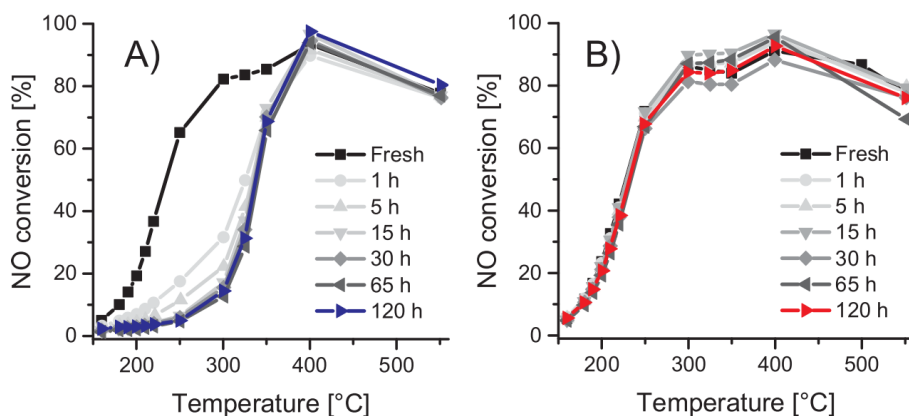 A)
NO conversion [%]
100
80
60
40
20
0
200
300
400
500
Temperature [°C]
Fresh
1 h
5 h
15 h
30 h
65 h
120 h
B)
NO conversion [%]
100
80
60
40
20
0
200
300
400
500
Temperature [°C]
Fresh
1 h
5 h
15 h
30 h
65 h
120 h